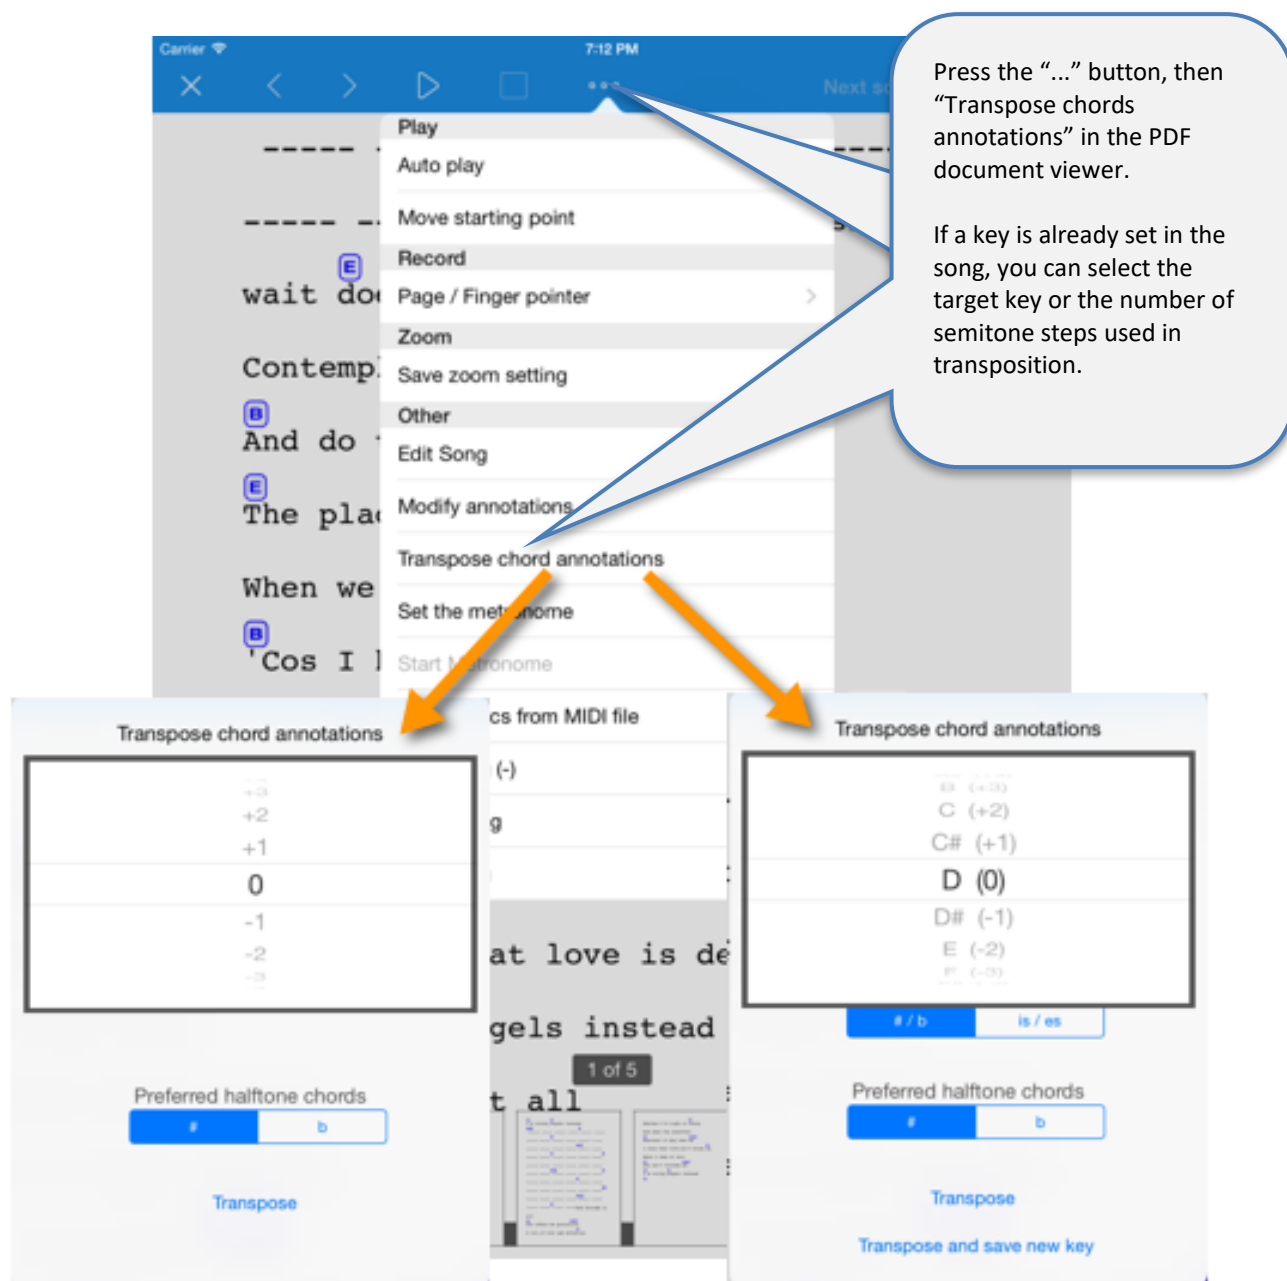 Carrier
7:12 PM
Next so
Press the “...” button, then
“Transpose chords
annotations” in the PDF
document viewer.
If a key is already set in the
song, you can select the
target key or the number of
semitone steps used in
transposition.
Play
Auto play
Move starting point
Record
Page / Finger pointer
Zoom
Save zoom setting
Other
Edit Song
Modify annotations
Transpose chord annotations
Set the metronome
Start Metronome
cs from MIDI file
(-)
g
----- -
-----
----- --
s.
E
wait do
Contemp
B
And do
E
The pla
When we
B
'Cos I
Transpose chord annotations
+3
+2
+1
0
-1
-2
-3
Preferred halftone chords
# b
Transpose
at love is de
gels instead
1 of 5
t all
Transpose chord annotations
B (+3)
C (+2)
C# (+1)
D (0)
D# (-1)
E (-2)
F (-3)
# / b is / es
Preferred halftone chords
# b
Transpose
Transpose and save new key